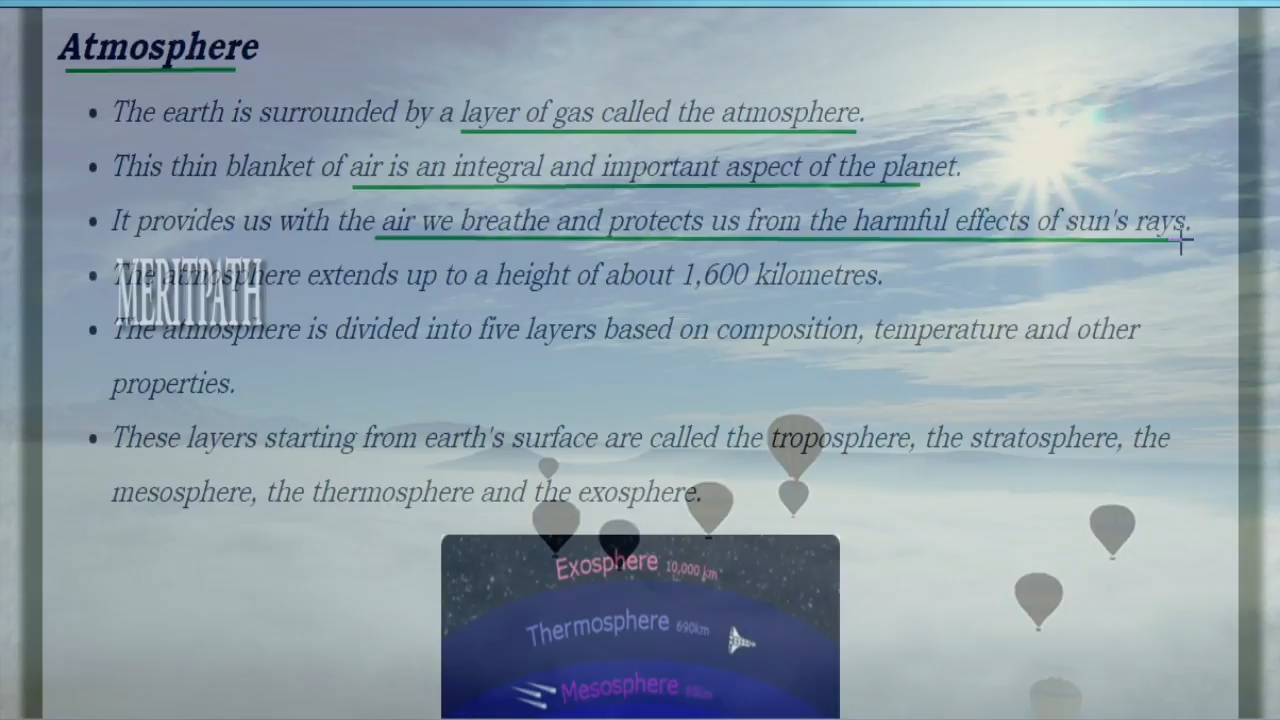 Atmosphere
• The earth is surrounded by a layer of gas called the atmosphere.
• This thin blanket of air is an integral and important aspect of the planet.
• It provides us with the air we breathe and protects us from the harmful effects of sun's rays.
• The atmosphere extends up to a height of about 1,600 kilometres.
MERITPATH
• The atmosphere is divided into five layers based on composition, temperature and other
properties.
• These layers starting from earth's surface are called the troposphere, the stratosphere, the
mesosphere, the thermosphere and the exosphere.
Exosphere 10,000 km
Thermosphere 690km
Mesosphere